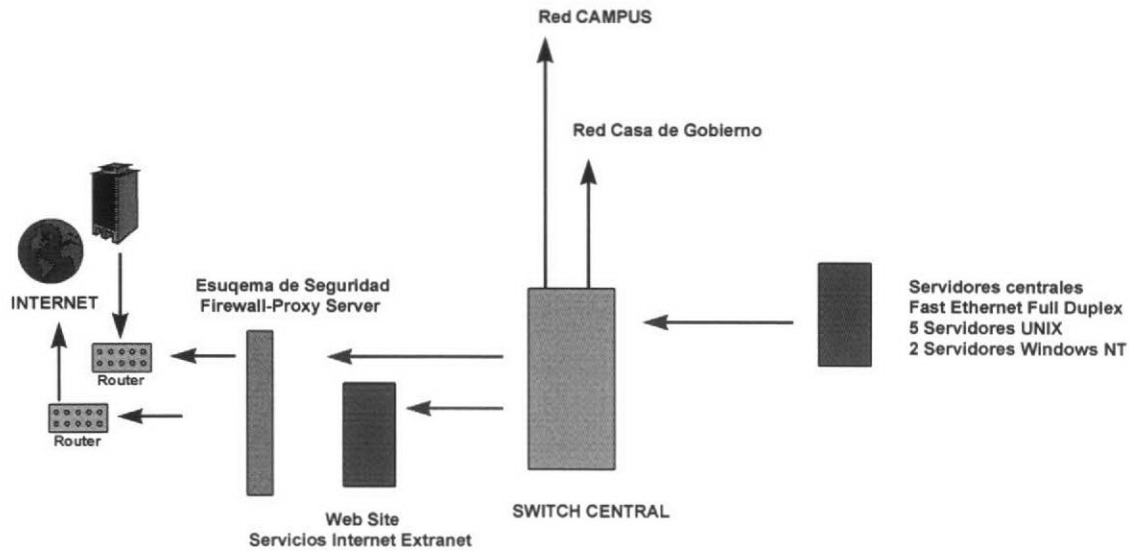 Red CAMPUS
Red Casa de Gobierno
INTERNET
Esuqema de Seguridad
Firewall-Proxy Server
Servidores centrales
Fast Ethernet Full Duplex
5 Servidores UNIX
2 Servidores Windows NT
Router
Router
SWITCH CENTRAL
Web Site
Servicios Internet Extranet